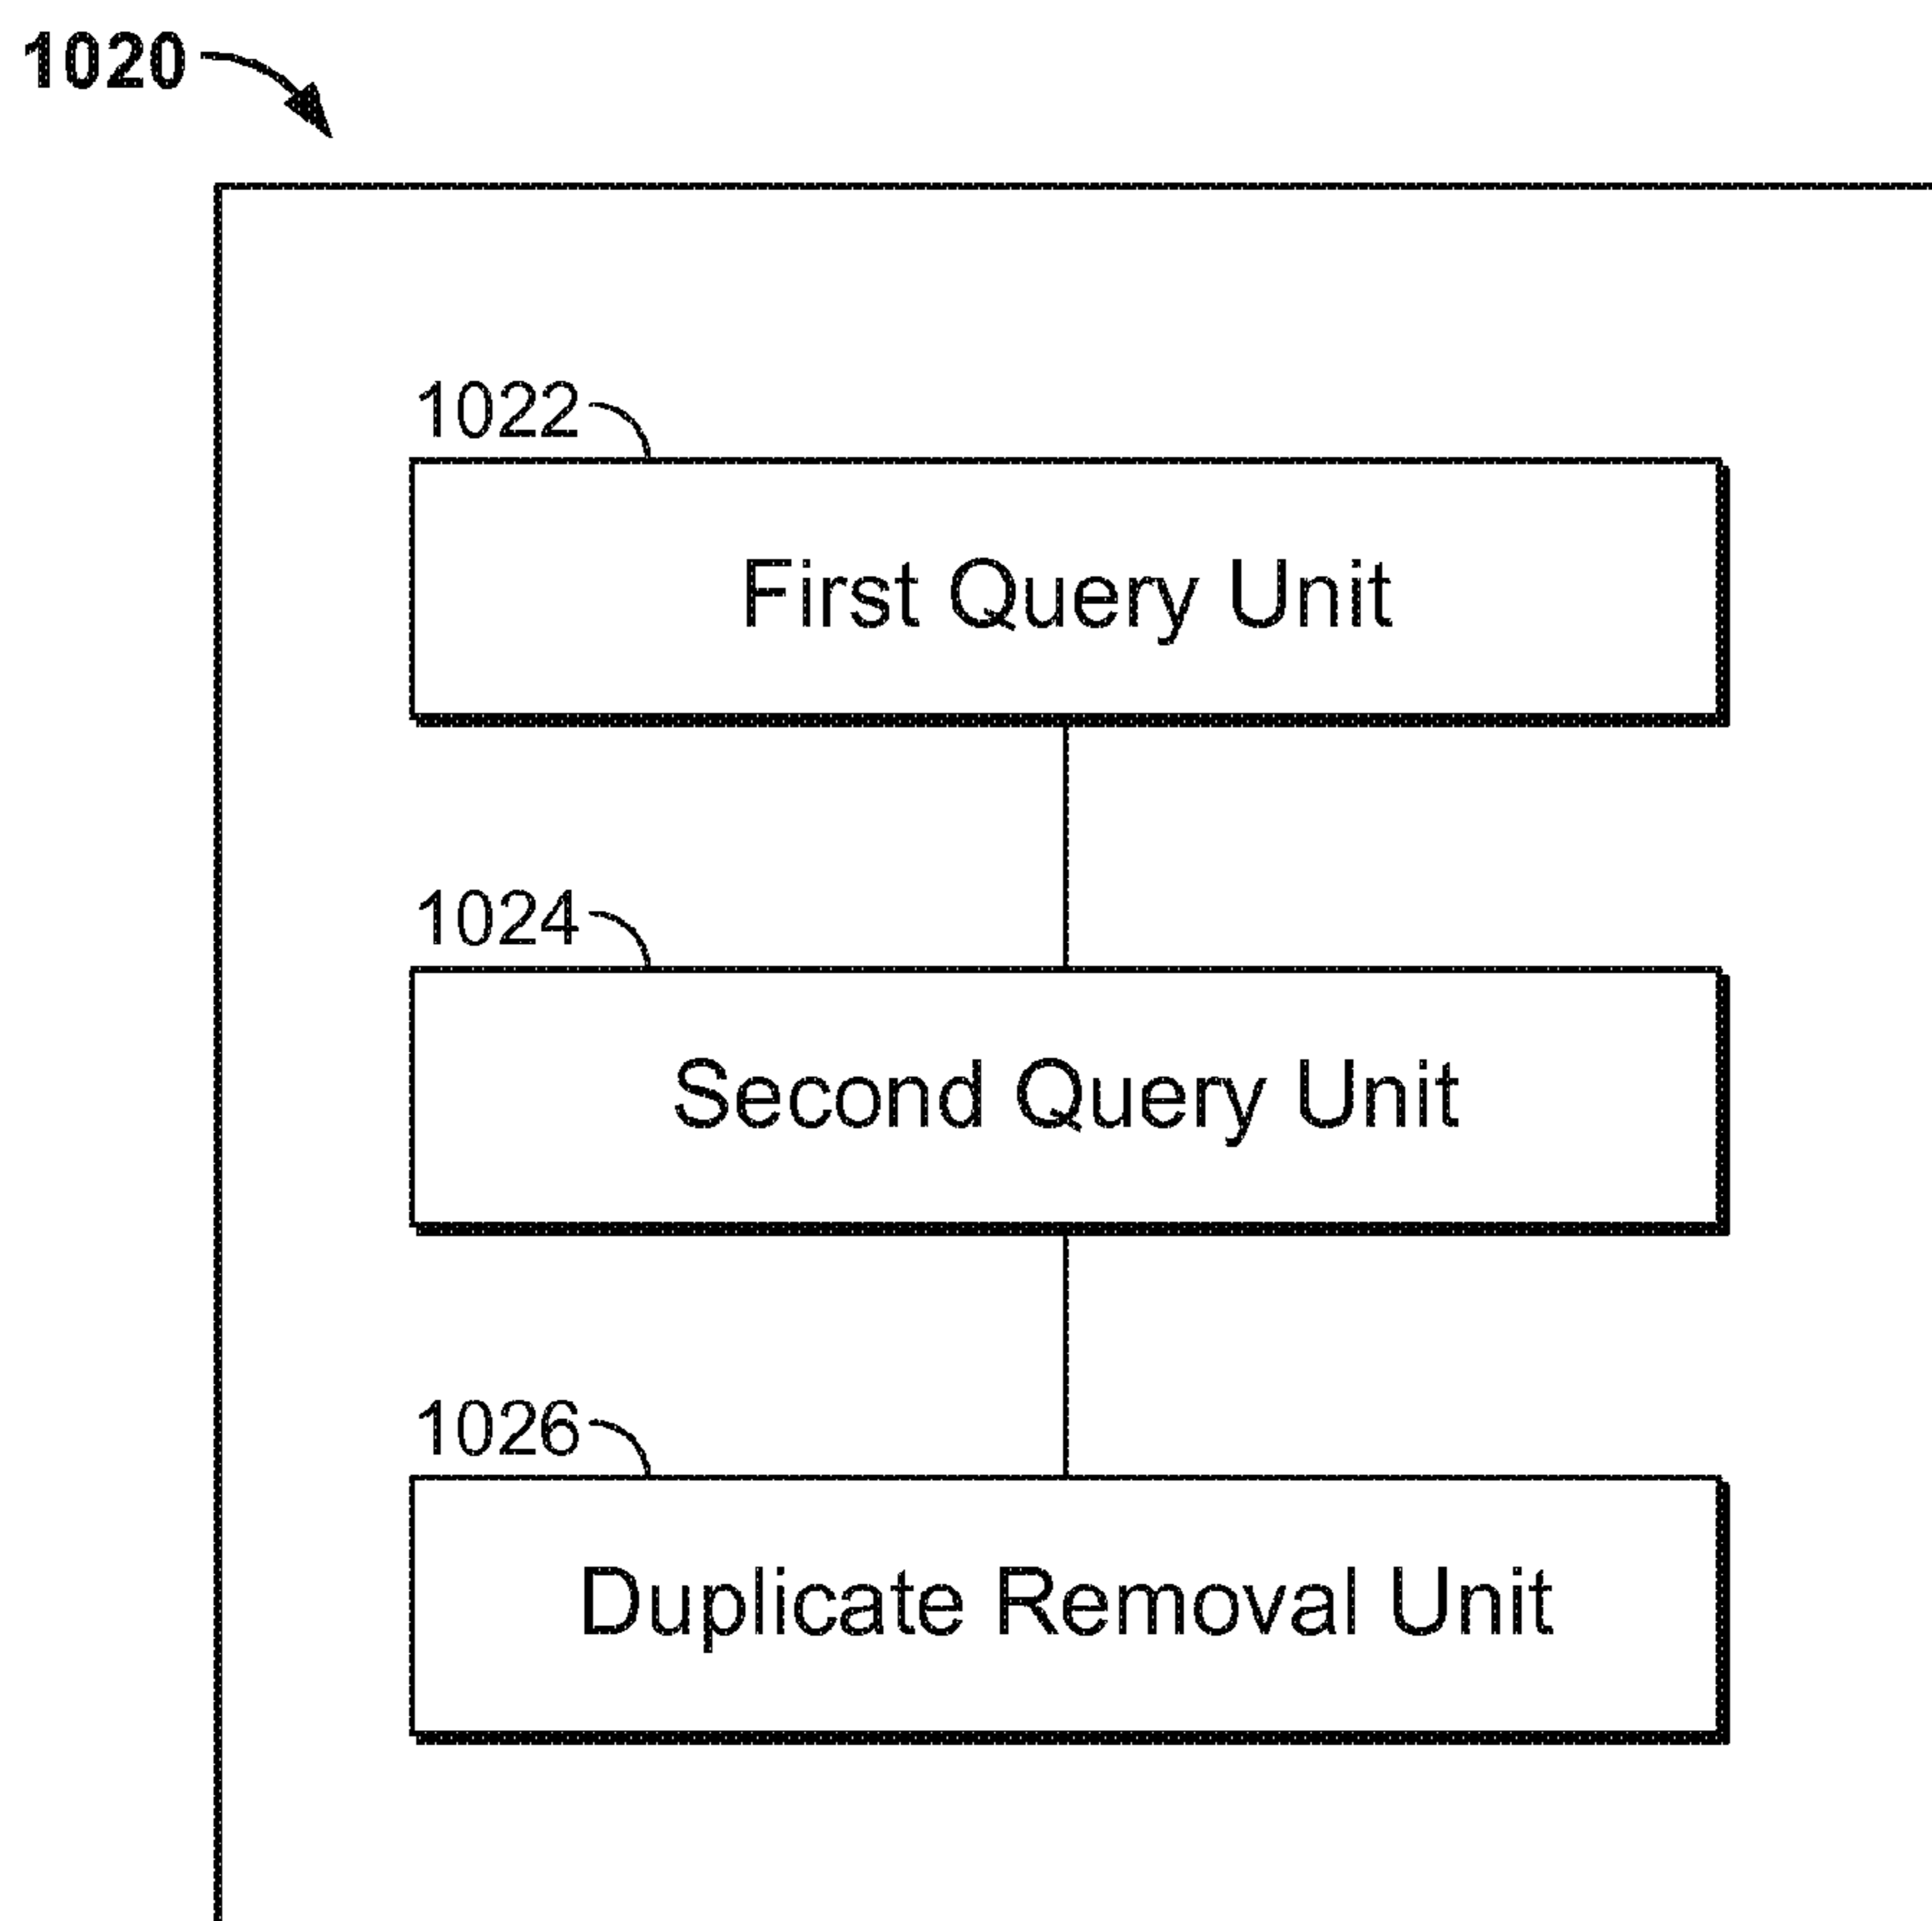 1020
1022
First Query Unit
1024
Second Query Unit
1026
Duplicate Removal Unit